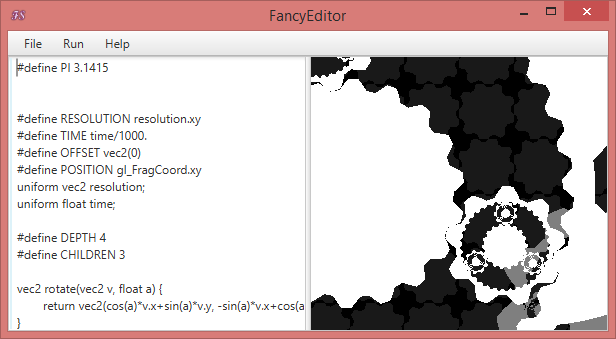 FancyEditor
File Run Help
#define PI 3.1415
#define RESOLUTION resolution.xy
#define TIME time/1000.
#define OFFSET vec2(0)
#define POSITION gl_FragCoord.xy
uniform vec2 resolution;
uniform float time;
#define DEPTH 4
#define CHILDREN 3
vec2 rotate(vec2 v, float a) {
return vec2(cos(a)*v.x+sin(a)*v.y, -sin(a)*v.x+cos(a
}